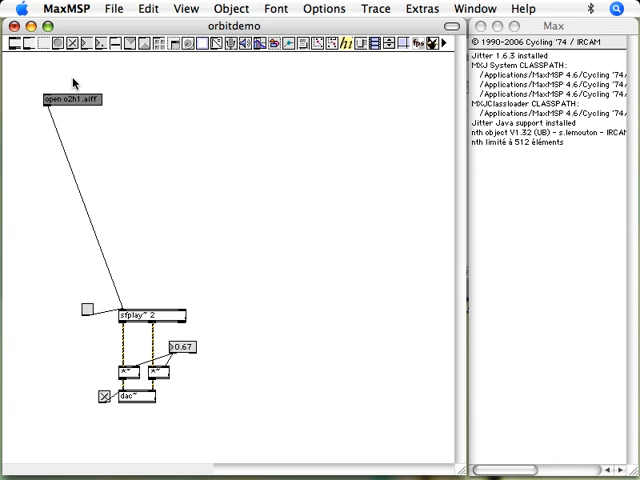 MaxMSP File Edit View Object Font Options Trace Extras Window Help
orbitdemo
Max
hi
fps
© 1990-2006 Cycling '74 / IRCAM
Jitter 1.6.3 installed
MXJ System CLASSPATH:
/Applications/MaxMSP 4.6/Cycling '74/
/Applications/MaxMSP 4.6/Cycling '74/
/Applications/MaxMSP 4.6/Cycling '74/
MXJClassloader CLASSPATH:
/Applications/MaxMSP 4.6/Cycling '74/
Jitter Java support installed
nth object V1.32 (UB) - s.lemouton - IRCAM
nth limité à 512 éléments
open o2h1.aiff
sfplay~ 2
0.67
*~ *~
dac~